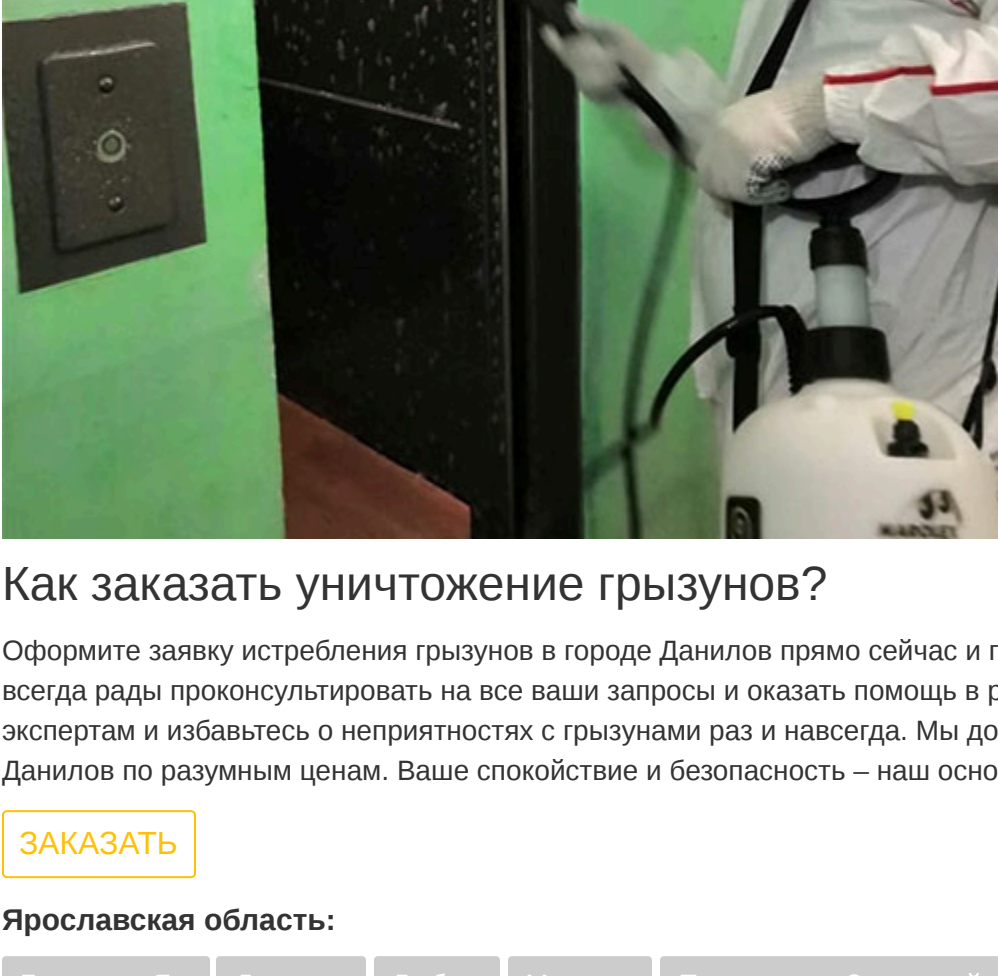 Как заказать уничтожение грызунов?
Оформите заявку истребления грызунов в городе Данилов прямо сейчас и
всегда рады проконсультировать на все ваши запросы и оказать помощь в
экспертам и избавьтесь о неприятностях с грызунами раз и навсегда. Мы
Данилов по разумным ценам. Ваше спокойствие и безопасность – наш
ЗАКАЗАТЬ
Ярославская область: